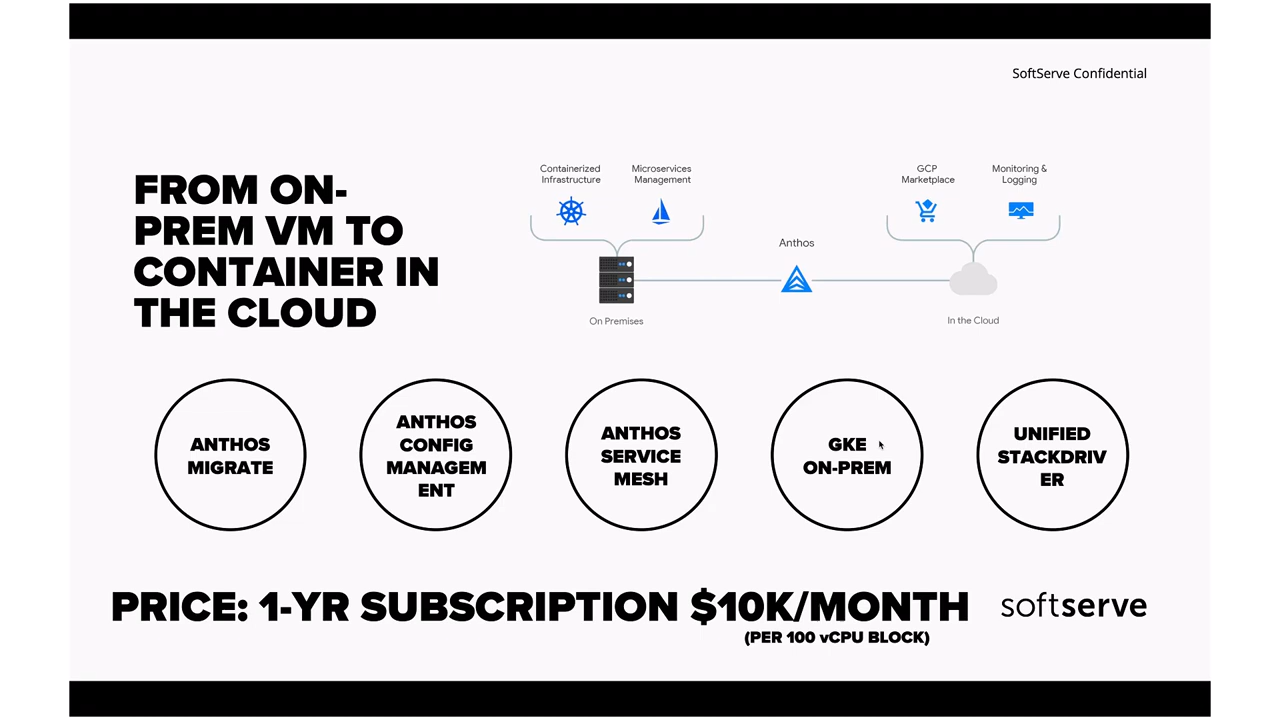 SoftServe Confidential
FROM ON-
PREM VM TO
CONTAINER IN
THE CLOUD
Containerized
Infrastructure
Microservices
Management
GCP
Marketplace
Monitoring &
Logging
Anthos
On Premises
In the Cloud
ANTHOS
MIGRATE
ANTHOS
CONFIG
MANAGEM
ENT
ANTHOS
SERVICE
MESH
GKE
ON-PREM
UNIFIED
STACKDRIV
ER
PRICE: 1-YR SUBSCRIPTION $10K/MONTH
(PER 100 vCPU BLOCK)
softserve